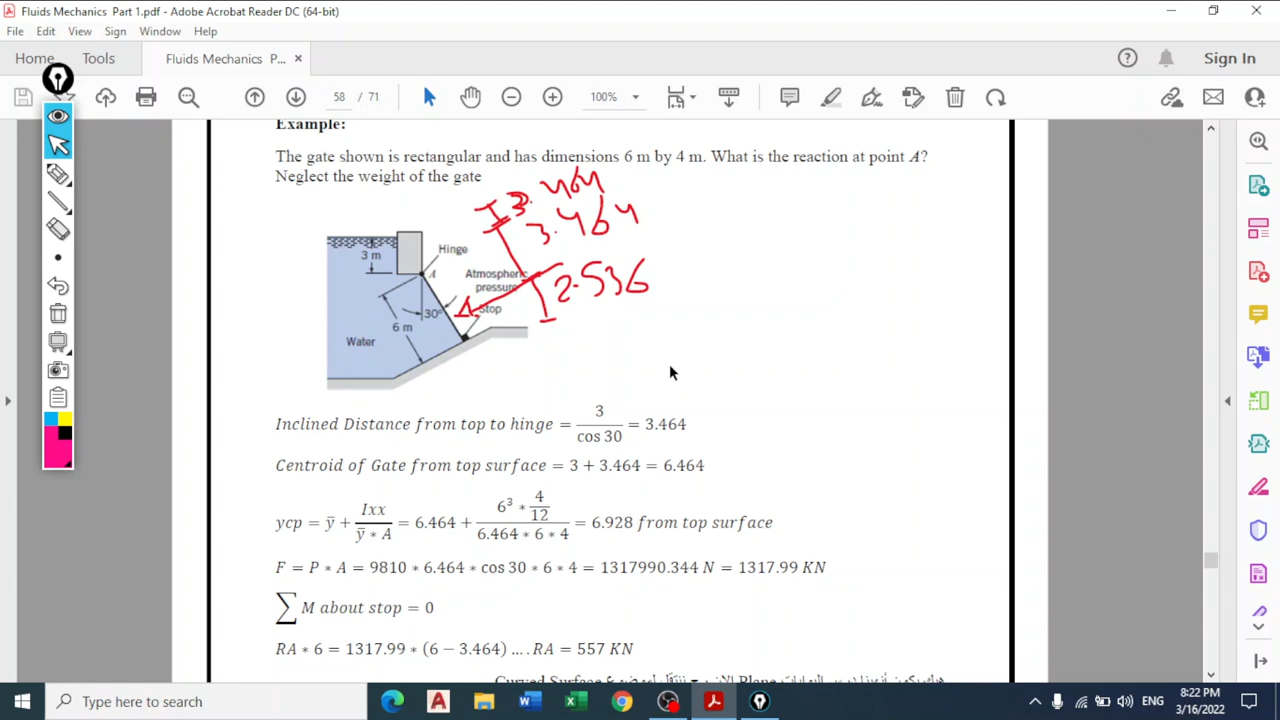 Fluids Mechanics Part 1.pdf - Adobe Acrobat Reader DC (64-bit)
File Edit View Sign Window Help
Home Tools Fluids Mechanics P... × Sign In
58 / 71 100%
Example:
The gate shown is rectangular and has dimensions 6 m by 4 m. What is the reaction at point A?
Neglect the weight of the gate
3.464
3.464
2.536
3 m
Hinge
A
Atmospheric
pressure
Stop
30°
6 m
Water
Inclined Distance from top to hinge = 3 / cos 30 = 3.464
Centroid of Gate from top surface = 3 + 3.464 = 6.464
ycp = ȳ + Ixx / ȳ * A = 6.464 + 6³ * 4/12 / 6.464 * 6 * 4 = 6.928 from top surface
F = P * A = 9810 * 6.464 * cos 30 * 6 * 4 = 1317990.344 N = 1317.99 KN
∑ M about stop = 0
RA * 6 = 1317.99 * (6 − 3.464) .... RA = 557 KN
Curved Surface Plane
Type here to search
ENG
8:22 PM
3/16/2022